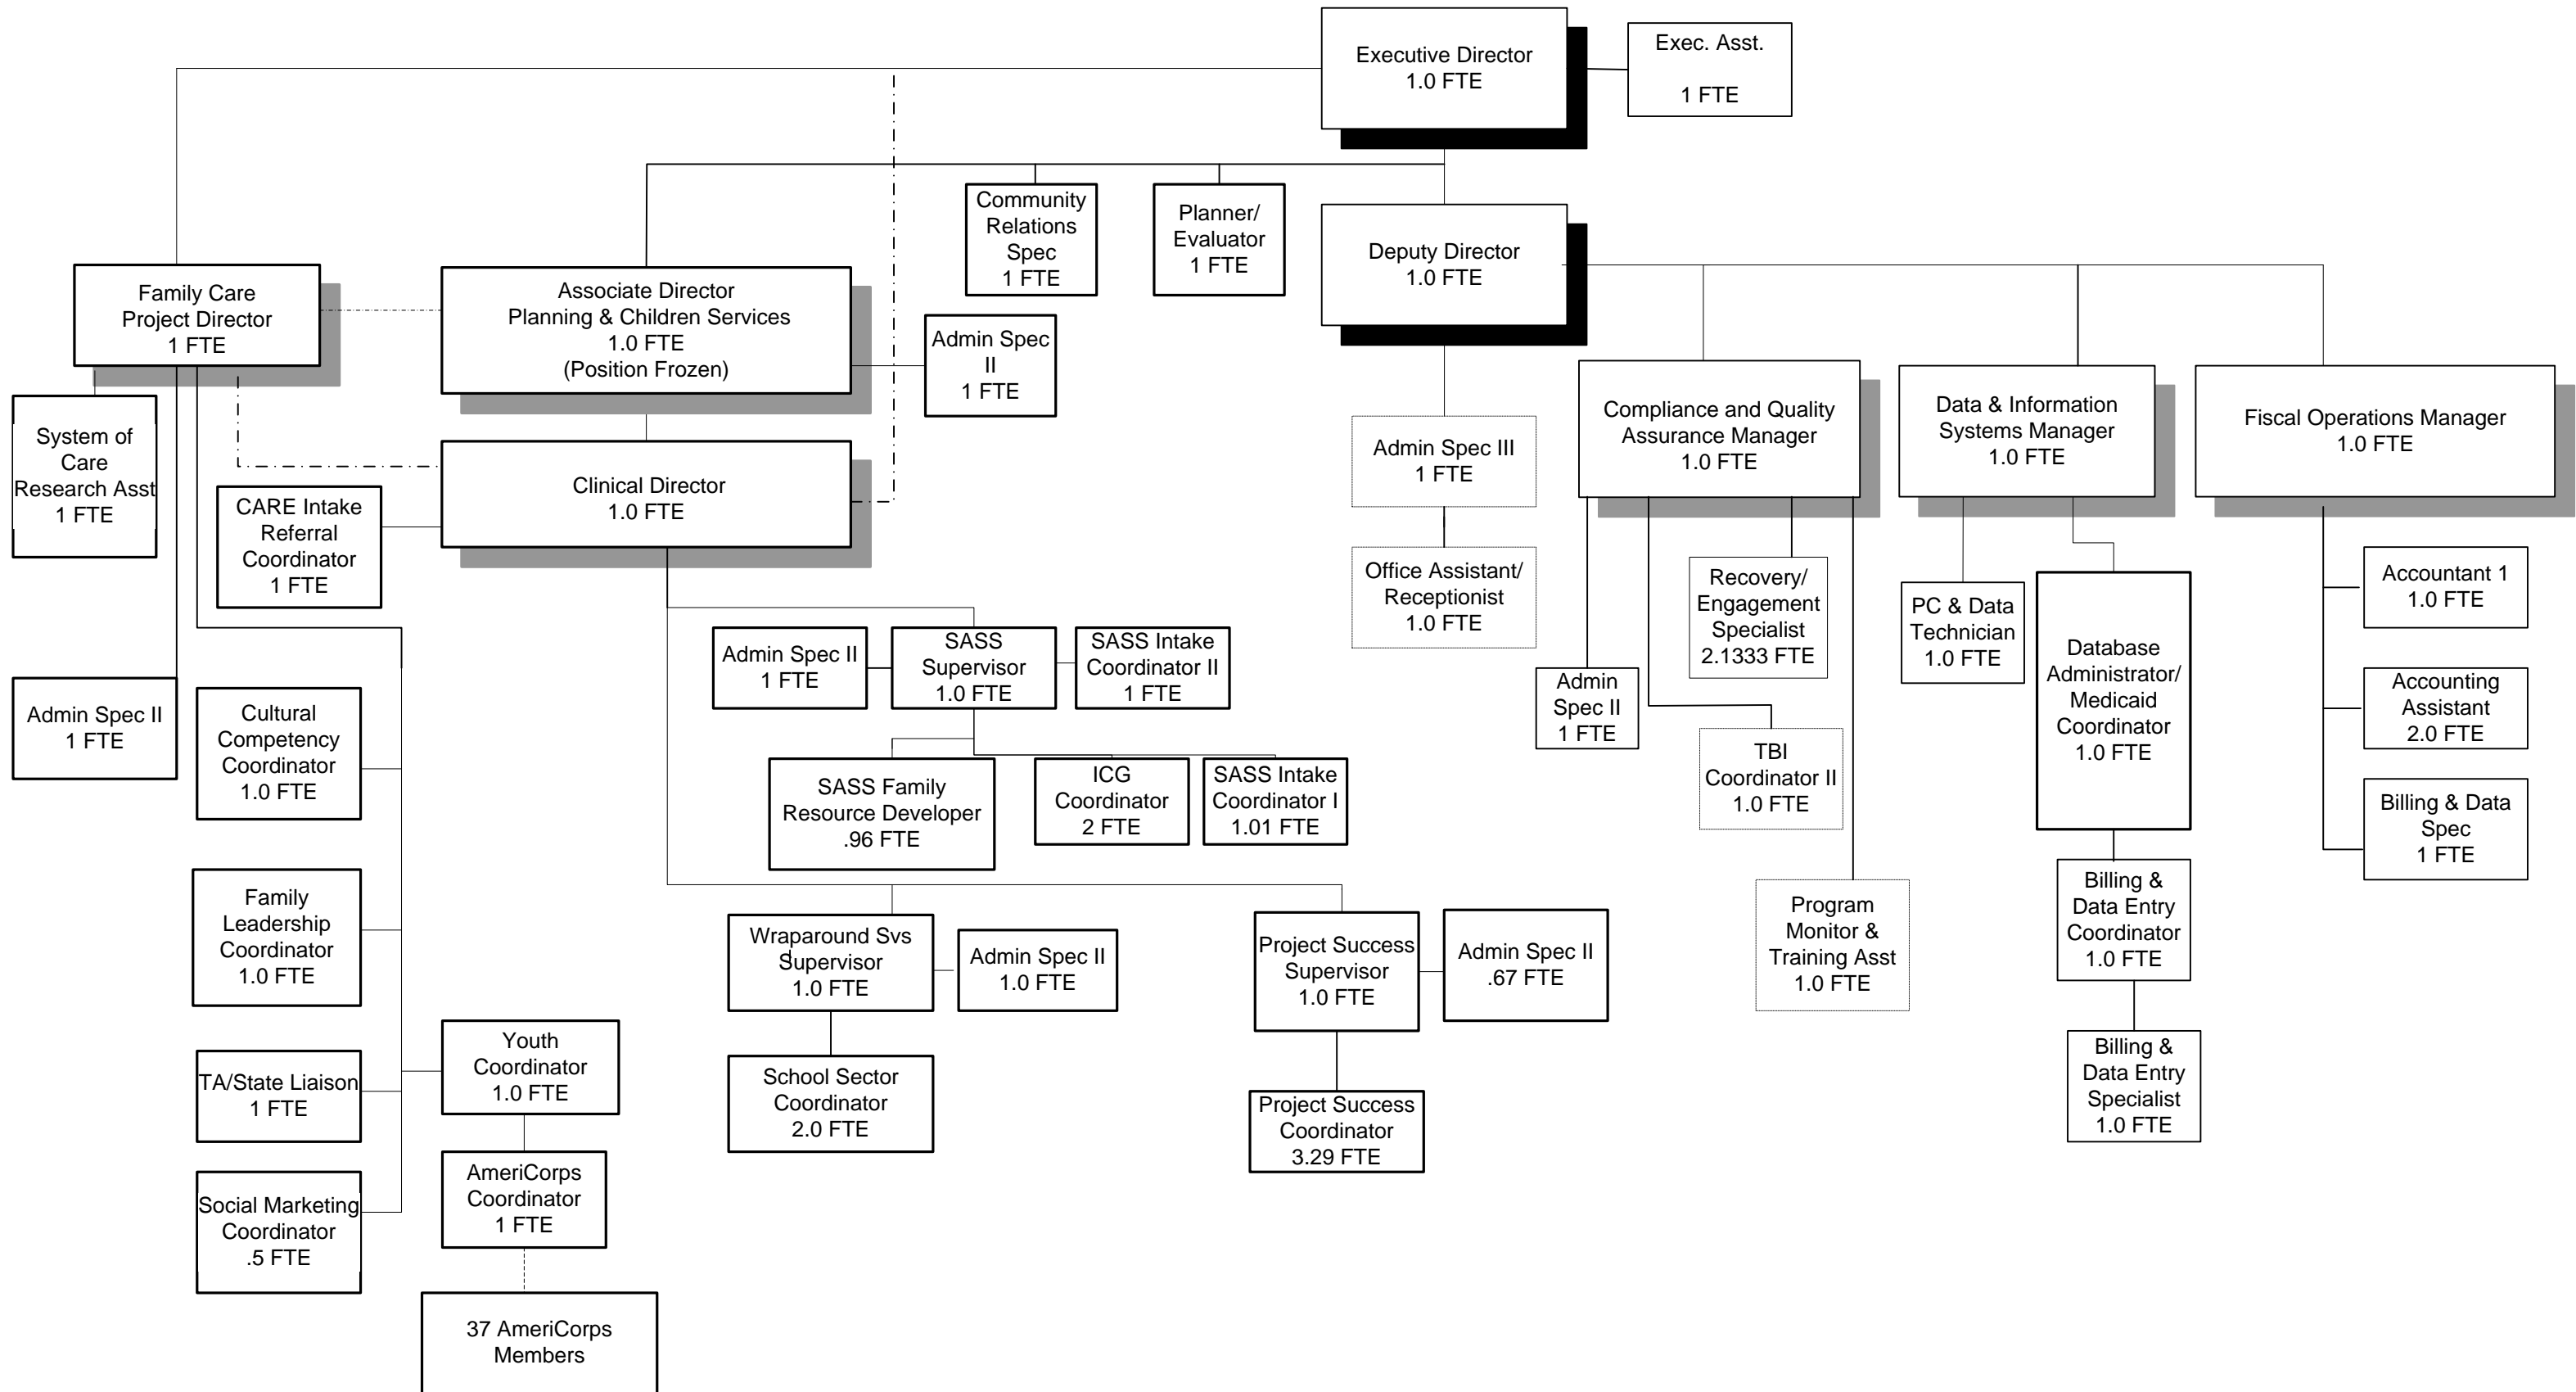 Executive Director
1.0 FTE
Exec. Asst.
1 FTE
Community
Relations
Spec
1 FTE
Planner/
Evaluator
1 FTE
Deputy Director
1.0 FTE
Family Care
Project Director
1 FTE
Associate Director
Planning & Children Services
1.0 FTE
(Position Frozen)
Admin Spec
II
1 FTE
Compliance and Quality
Assurance Manager
1.0 FTE
Data & Information
Systems Manager
1.0 FTE
Fiscal Operations Manager
1.0 FTE
System of
Care
Research Asst
1 FTE
Clinical Director
1.0 FTE
Admin Spec III
1 FTE
CARE Intake
Referral
Coordinator
1 FTE
Office Assistant/
Receptionist
1.0 FTE
Recovery/
Engagement
Specialist
2.1333 FTE
PC & Data
Technician
1.0 FTE
Database
Administrator/
Medicaid
Coordinator
1.0 FTE
Accountant 1
1.0 FTE
Admin Spec II
1 FTE
SASS
Supervisor
1.0 FTE
SASS Intake
Coordinator II
1 FTE
Admin
Spec II
1 FTE
Accounting
Assistant
2.0 FTE
Admin Spec II
1 FTE
Cultural
Competency
Coordinator
1.0 FTE
TBI
Coordinator II
1.0 FTE
SASS Family
Resource Developer
.96 FTE
ICG
Coordinator
2 FTE
SASS Intake
Coordinator I
1.01 FTE
Billing & Data
Spec
1 FTE
Family
Leadership
Coordinator
1.0 FTE
Wraparound Svs
Supervisor
1.0 FTE
Admin Spec II
1.0 FTE
Project Success
Supervisor
1.0 FTE
Admin Spec II
.67 FTE
Program
Monitor &
Training Asst
1.0 FTE
Billing &
Data Entry
Coordinator
1.0 FTE
Youth
Coordinator
1.0 FTE
TA/State Liaison
1 FTE
School Sector
Coordinator
2.0 FTE
Project Success
Coordinator
3.29 FTE
Billing &
Data Entry
Specialist
1.0 FTE
AmeriCorps
Coordinator
1 FTE
Social Marketing
Coordinator
.5 FTE
37 AmeriCorps
Members